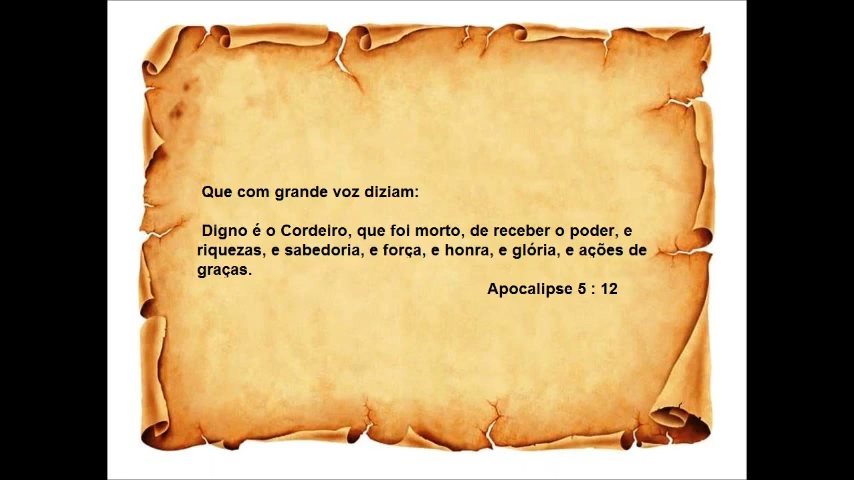 Que com grande voz diziam:
Digno é o Cordeiro, que foi morto, de receber o poder, e
riquezas, e sabedoria, e força, e honra, e glória, e ações de
graças.
Apocalipse 5 : 12